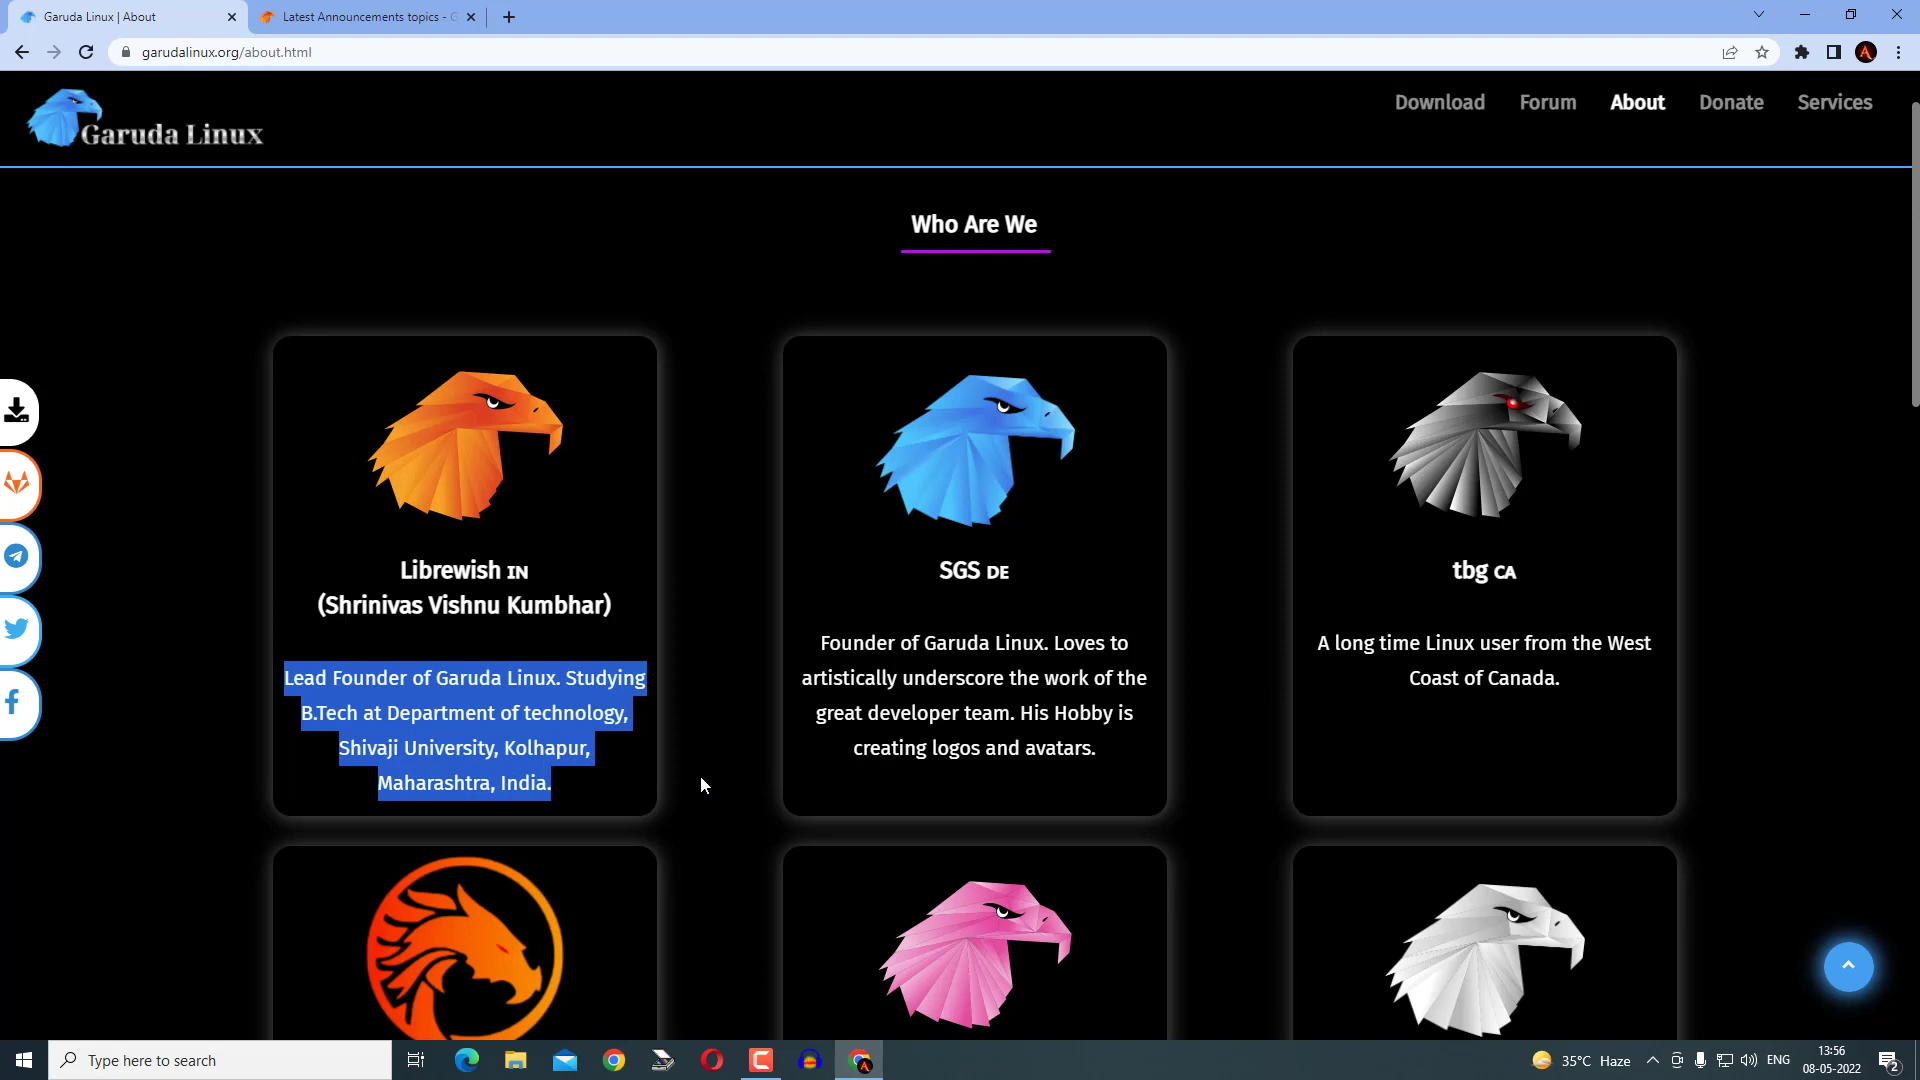 Garuda Linux | About
Latest Announcements topics - G
garudalinux.org/about.html
A
Garuda Linux
Download
Forum
About
Donate
Services
Who Are We
Librewish IN
(Shrinivas Vishnu Kumbhar)
Lead Founder of Garuda Linux. Studying
B.Tech at Department of technology,
Shivaji University, Kolhapur,
Maharashtra, India.
SGS DE
Founder of Garuda Linux. Loves to
artistically underscore the work of the
great developer team. His Hobby is
creating logos and avatars.
tbg CA
A long time Linux user from the West
Coast of Canada.
Type here to search
35°C Haze
ENG
13:56
08-05-2022
2